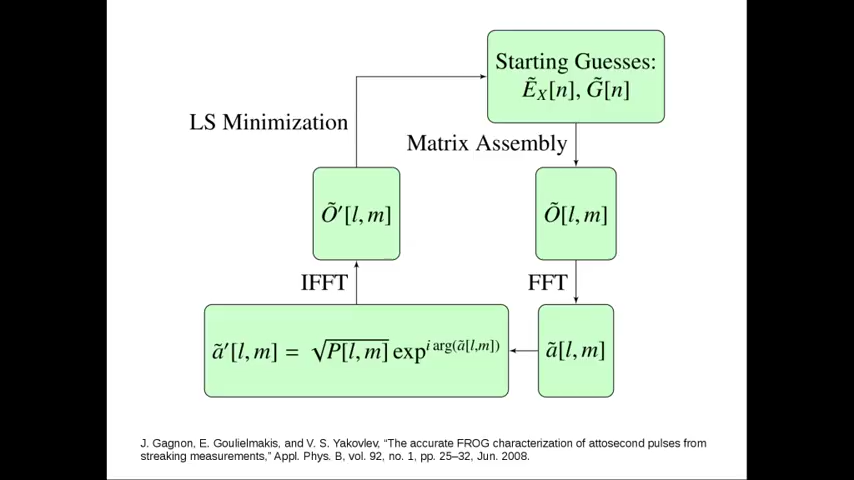 Starting Guesses:
Ẽ_X[n], G̃[n]
LS Minimization
Matrix Assembly
Õ′[l, m]
Õ[l, m]
IFFT
FFT
ã′[l, m] = √P[l, m] exp^{i arg(ã[l,m])}
ã[l, m]
J. Gagnon, E. Goulielmakis, and V. S. Yakovlev, “The accurate FROG characterization of attosecond pulses from
streaking measurements,” Appl. Phys. B, vol. 92, no. 1, pp. 25–32, Jun. 2008.